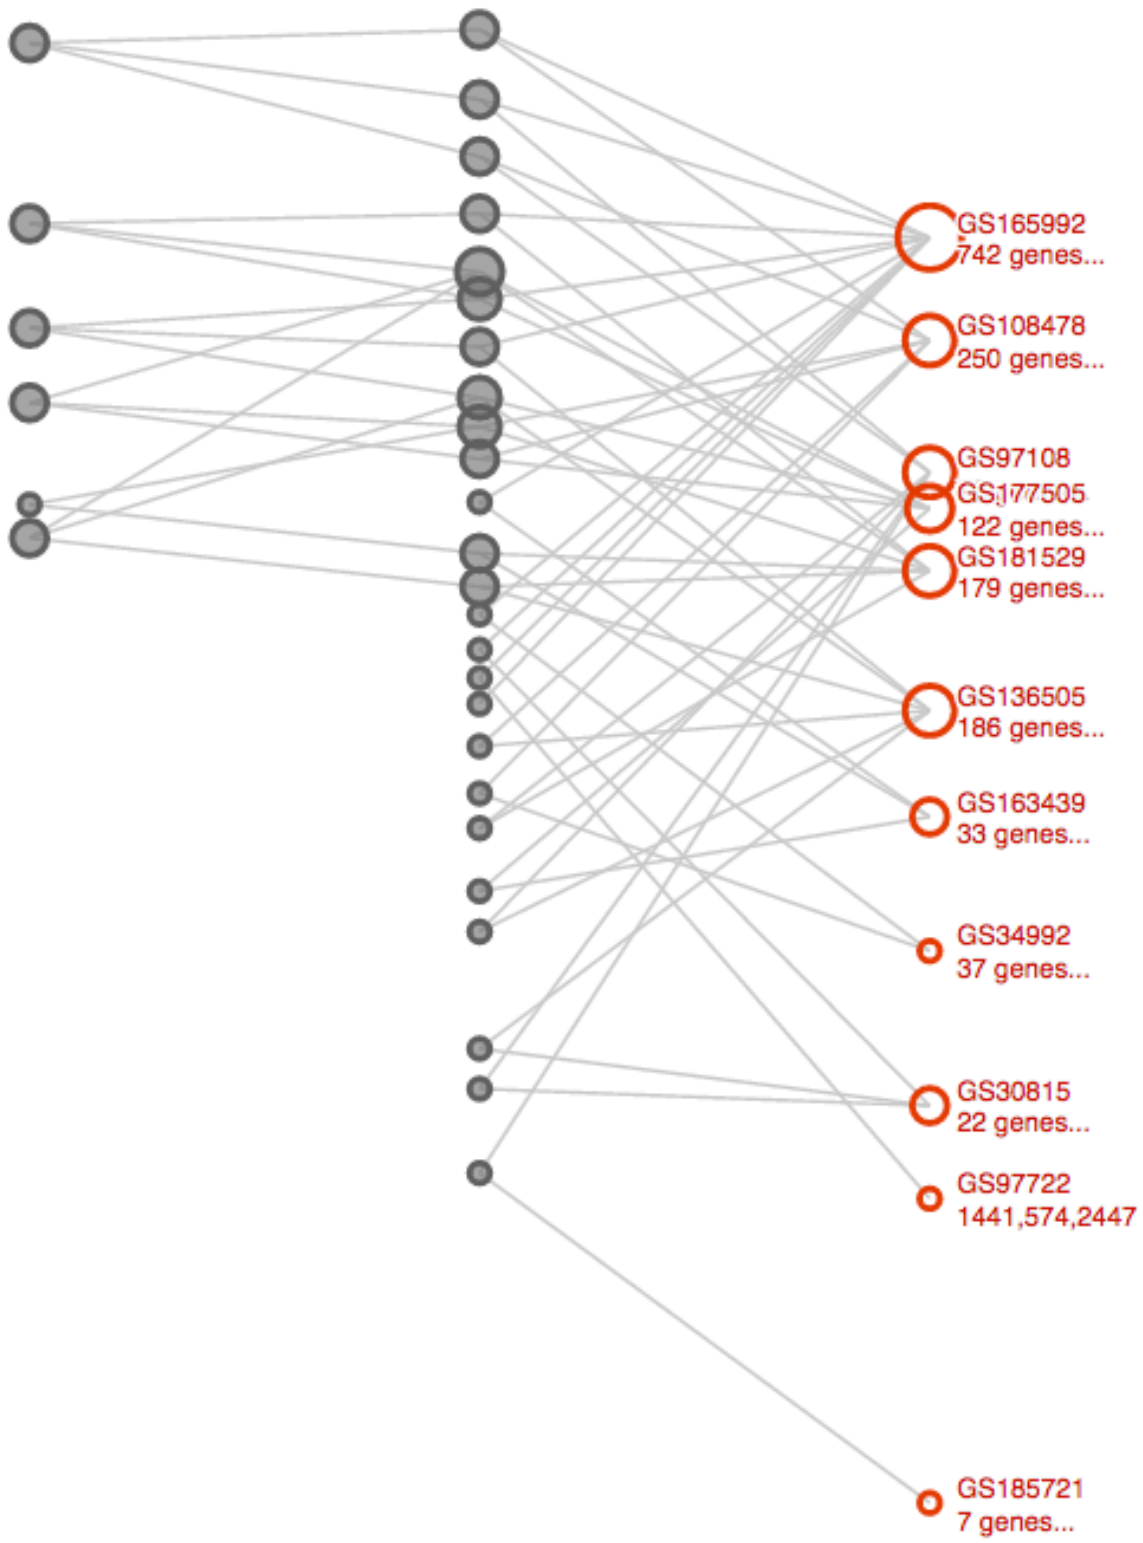 GS165992
742 genes...
GS108478
250 genes...
GS97108
GS177505
122 genes...
GS181529
179 genes...
GS136505
186 genes...
GS163439
33 genes...
GS34992
37 genes...
GS30815
22 genes...
GS97722
1441,574,2447
GS185721
7 genes...